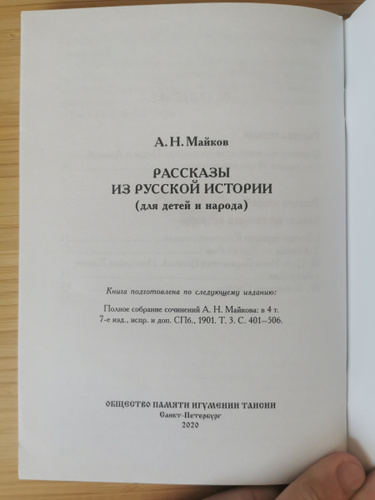 А. Н. Майков
РАССКАЗЫ
ИЗ РУССКОЙ ИСТОРИИ
(для детей и народа)
Книга подготовлена по следующему изданию:
Полное собрание сочинений А. Н. Майкова: в 4 т.
7-е изд., испр. и доп. СПб., 1901. Т. 3. С. 401–506.
ОБЩЕСТВО ПАМЯТИ ИГУМЕНИИ ТАИСИИ
Санкт-Петербург
2020